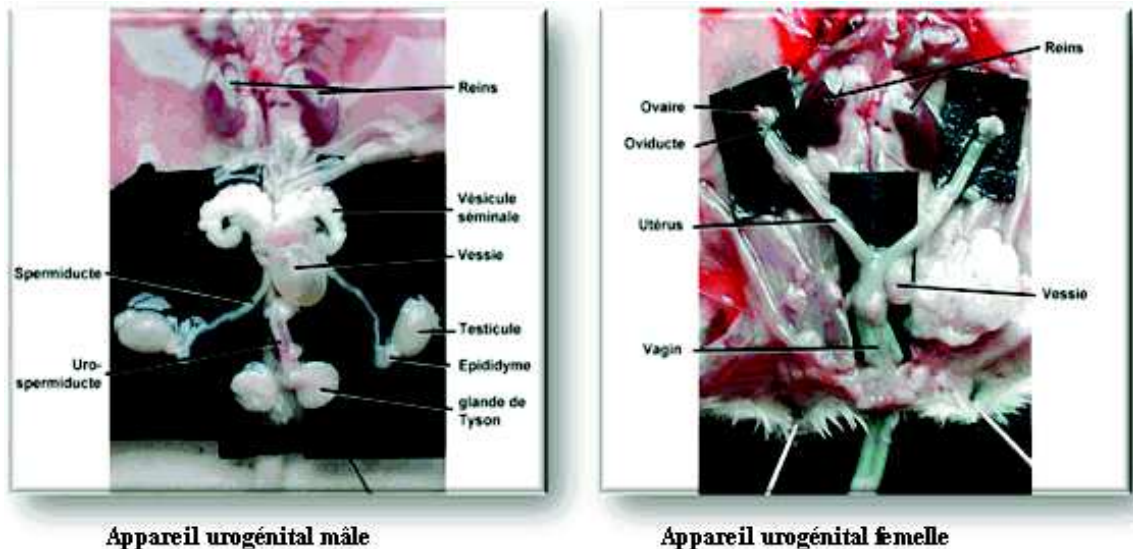 Reins
Vésicule
séminale
Vessie
Spermiducte
Testicule
Uro-
spermiducte
Epididyme
glande de
Tyson
Appareil urogénital mâle
Reins
Ovaire
Oviducte
Utérus
Vessie
Vagin
Appareil urogénital femelle